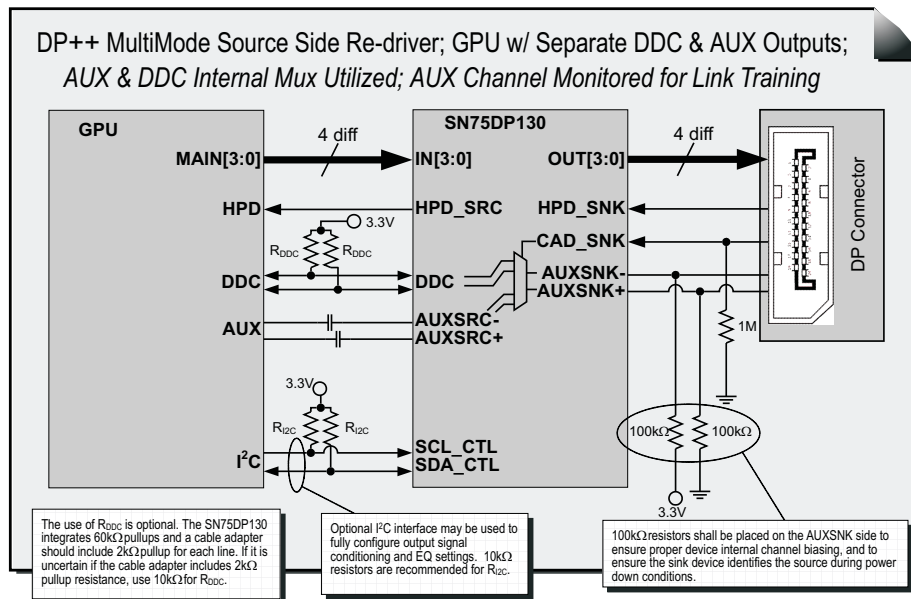 DP++ MultiMode Source Side Re-driver; GPU w/ Separate DDC & AUX Outputs;
AUX & DDC Internal Mux Utilized; AUX Channel Monitored for Link Training
GPU
SN75DP130
4 diff
4 diff
MAIN[3:0]
IN[3:0]
OUT[3:0]
HPD
HPD_SRC
HPD_SNK
3.3V
CAD_SNK
RDDC
RDDC
DDC
DDC
AUXSNK-
AUXSNK+
AUX
AUXSRC-
AUXSRC+
1M
DP Connector
3.3V
RI2C
RI2C
100kΩ
100kΩ
I²C
SCL_CTL
SDA_CTL
3.3V
The use of RDDC is optional. The SN75DP130
integrates 60kΩ pullups and a cable adapter
should include 2kΩ pullup for each line. If it is
uncertain if the cable adapter includes 2kΩ
pullup resistance, use 10kΩ for RDDC.
Optional I²C interface may be used to
fully configure output signal
conditioning and EQ settings. 10kΩ
resistors are recommended for RI2C.
100kΩ resistors shall be placed on the AUXSNK side to
ensure proper device internal channel biasing, and to
ensure the sink device identifies the source during power
down conditions.